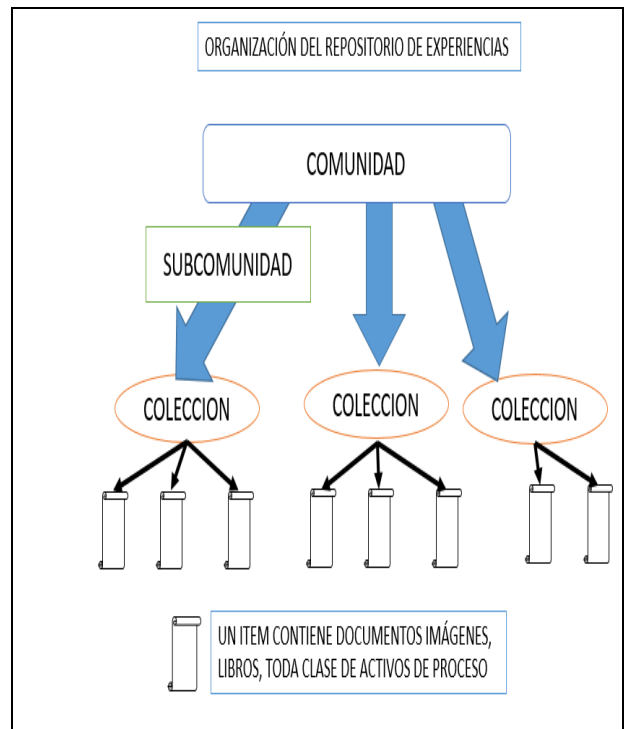 ORGANIZACIÓN DEL REPOSITORIO DE EXPERIENCIAS
COMUNIDAD
SUBCOMUNIDAD
COLECCION
COLECCION
COLECCION
UN ITEM CONTIENE DOCUMENTOS IMÁGENES,
LIBROS, TODA CLASE DE ACTIVOS DE PROCESO